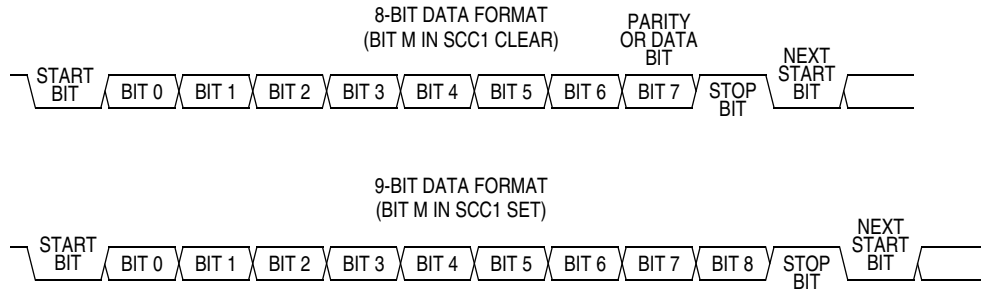 8-BIT DATA FORMAT
(BIT M IN SCC1 CLEAR)
PARITY
OR DATA
BIT
START
BIT
BIT 0
BIT 1
BIT 2
BIT 3
BIT 4
BIT 5
BIT 6
BIT 7
STOP
BIT
NEXT
START
BIT
9-BIT DATA FORMAT
(BIT M IN SCC1 SET)
START
BIT
BIT 0
BIT 1
BIT 2
BIT 3
BIT 4
BIT 5
BIT 6
BIT 7
BIT 8
STOP
BIT
NEXT
START
BIT